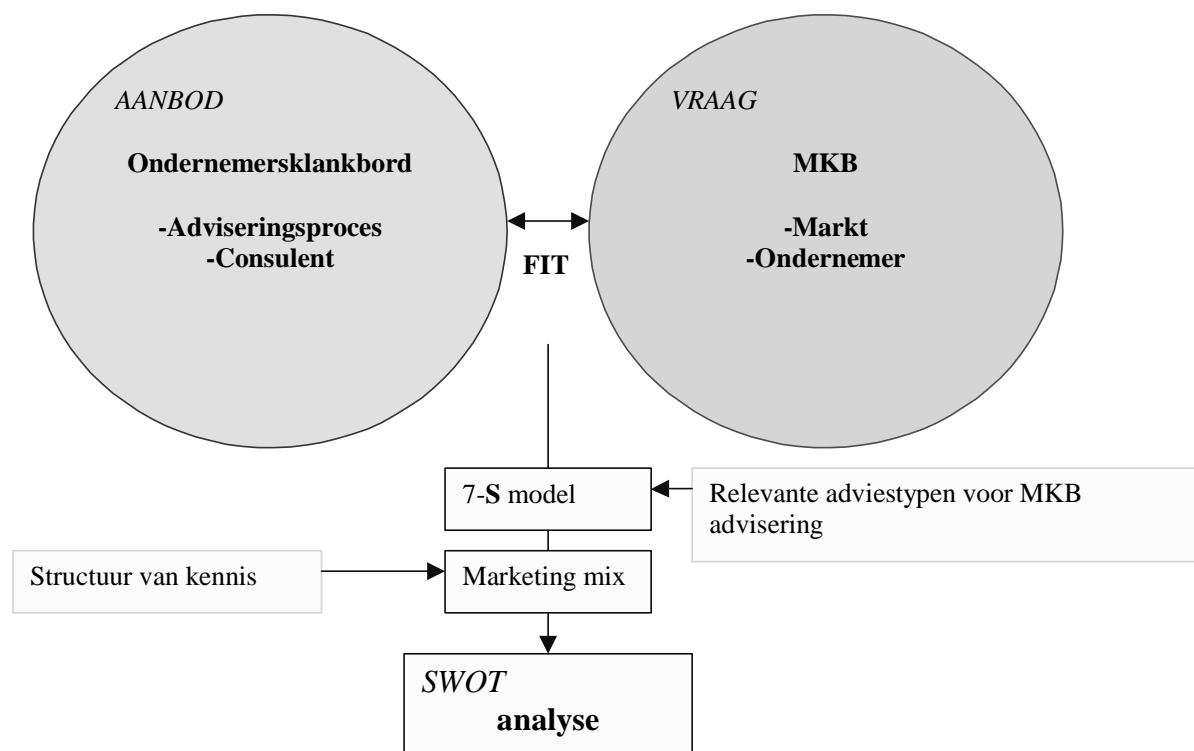 AANBOD
Ondernemersklankbord
-Adviseringsproces
-Consulent
FIT
VRAAG
MKB
-Markt
-Ondernemer
7-S model
Relevante adviestypen voor MKB
advisering
Structuur van kennis
Marketing mix
SWOT
analyse